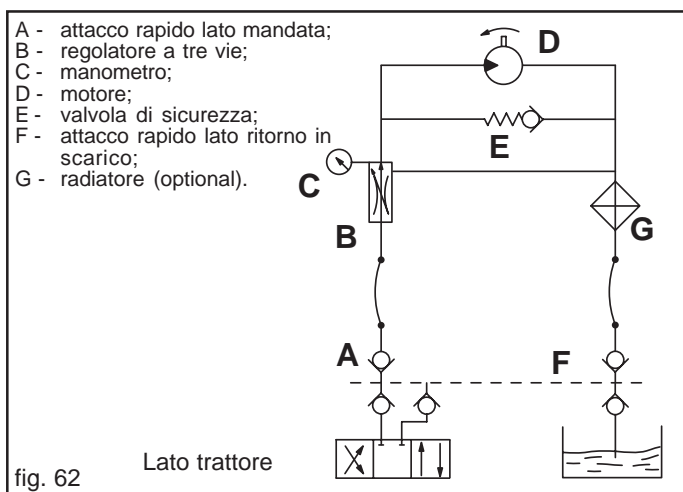 A - attacco rapido lato mandata;
B - regolatore a tre vie;
C - manometro;
D - motore;
E - valvola di sicurezza;
F - attacco rapido lato ritorno in
scarico;
G - radiatore (optional).
D
E
C
B
G
A
F
Lato trattore
fig. 62